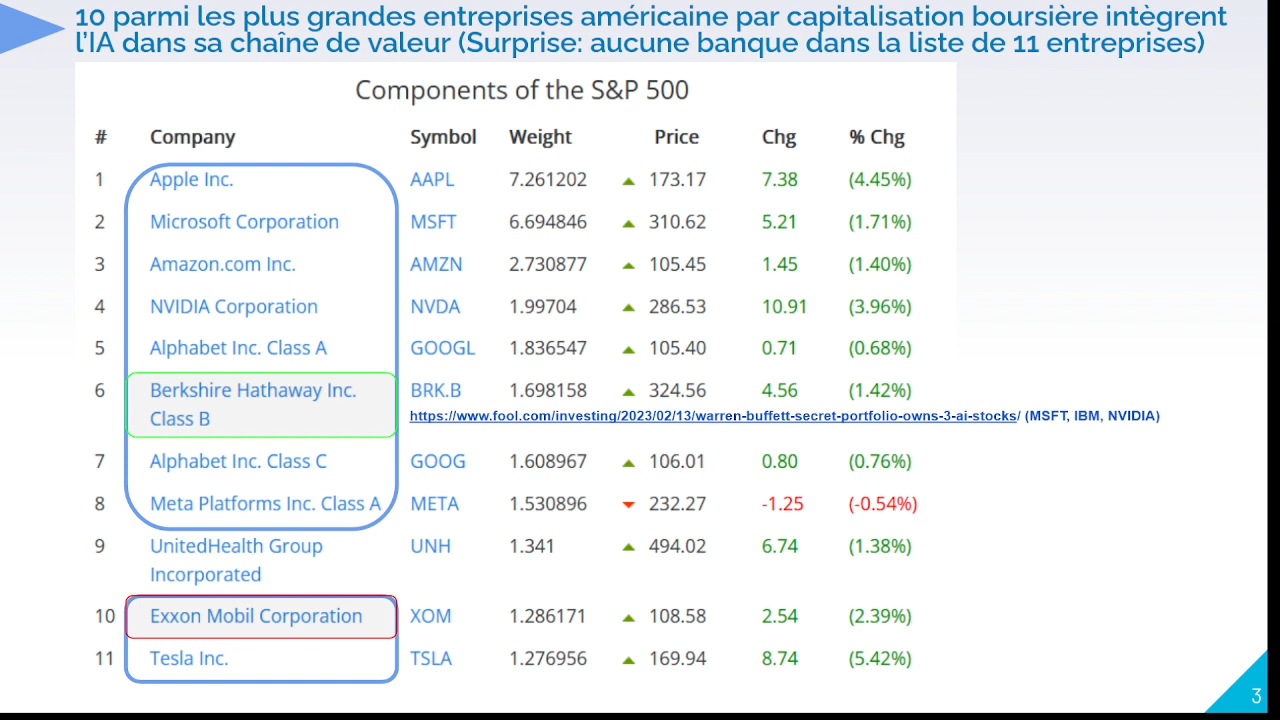 10 parmi les plus grandes entreprises américaine par capitalisation boursière intègrent
l'IA dans sa chaîne de valeur (Surprise: aucune banque dans la liste de 11 entreprises)
Components of the S&P 500
# Company Symbol Weight Price Chg % Chg
1 Apple Inc. AAPL 7.261202 173.17 7.38 (4.45%)
2 Microsoft Corporation MSFT 6.694846 310.62 5.21 (1.71%)
3 Amazon.com Inc. AMZN 2.730877 105.45 1.45 (1.40%)
4 NVIDIA Corporation NVDA 1.99704 286.53 10.91 (3.96%)
5 Alphabet Inc. Class A GOOGL 1.836547 105.40 0.71 (0.68%)
6 Berkshire Hathaway Inc. BRK.B 1.698158 324.56 4.56 (1.42%)
Class B https://www.fool.com/investing/2023/02/13/warren-buffett-secret-portfolio-owns-3-ai-stocks/ (MSFT, IBM, NVIDIA)
7 Alphabet Inc. Class C GOOG 1.608967 106.01 0.80 (0.76%)
8 Meta Platforms Inc. Class A META 1.530896 232.27 -1.25 (-0.54%)
9 UnitedHealth Group UNH 1.341 494.02 6.74 (1.38%)
Incorporated
10 Exxon Mobil Corporation XOM 1.286171 108.58 2.54 (2.39%)
11 Tesla Inc. TSLA 1.276956 169.94 8.74 (5.42%)
3